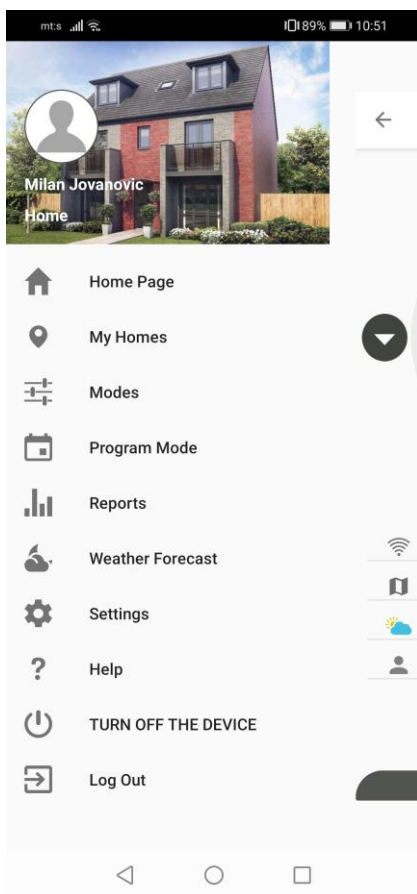 mt:s 89% 10:51
Milan Jovanovic
Home
Home Page
My Homes
Modes
Program Mode
Reports
Weather Forecast
Settings
? Help
TURN OFF THE DEVICE
Log Out